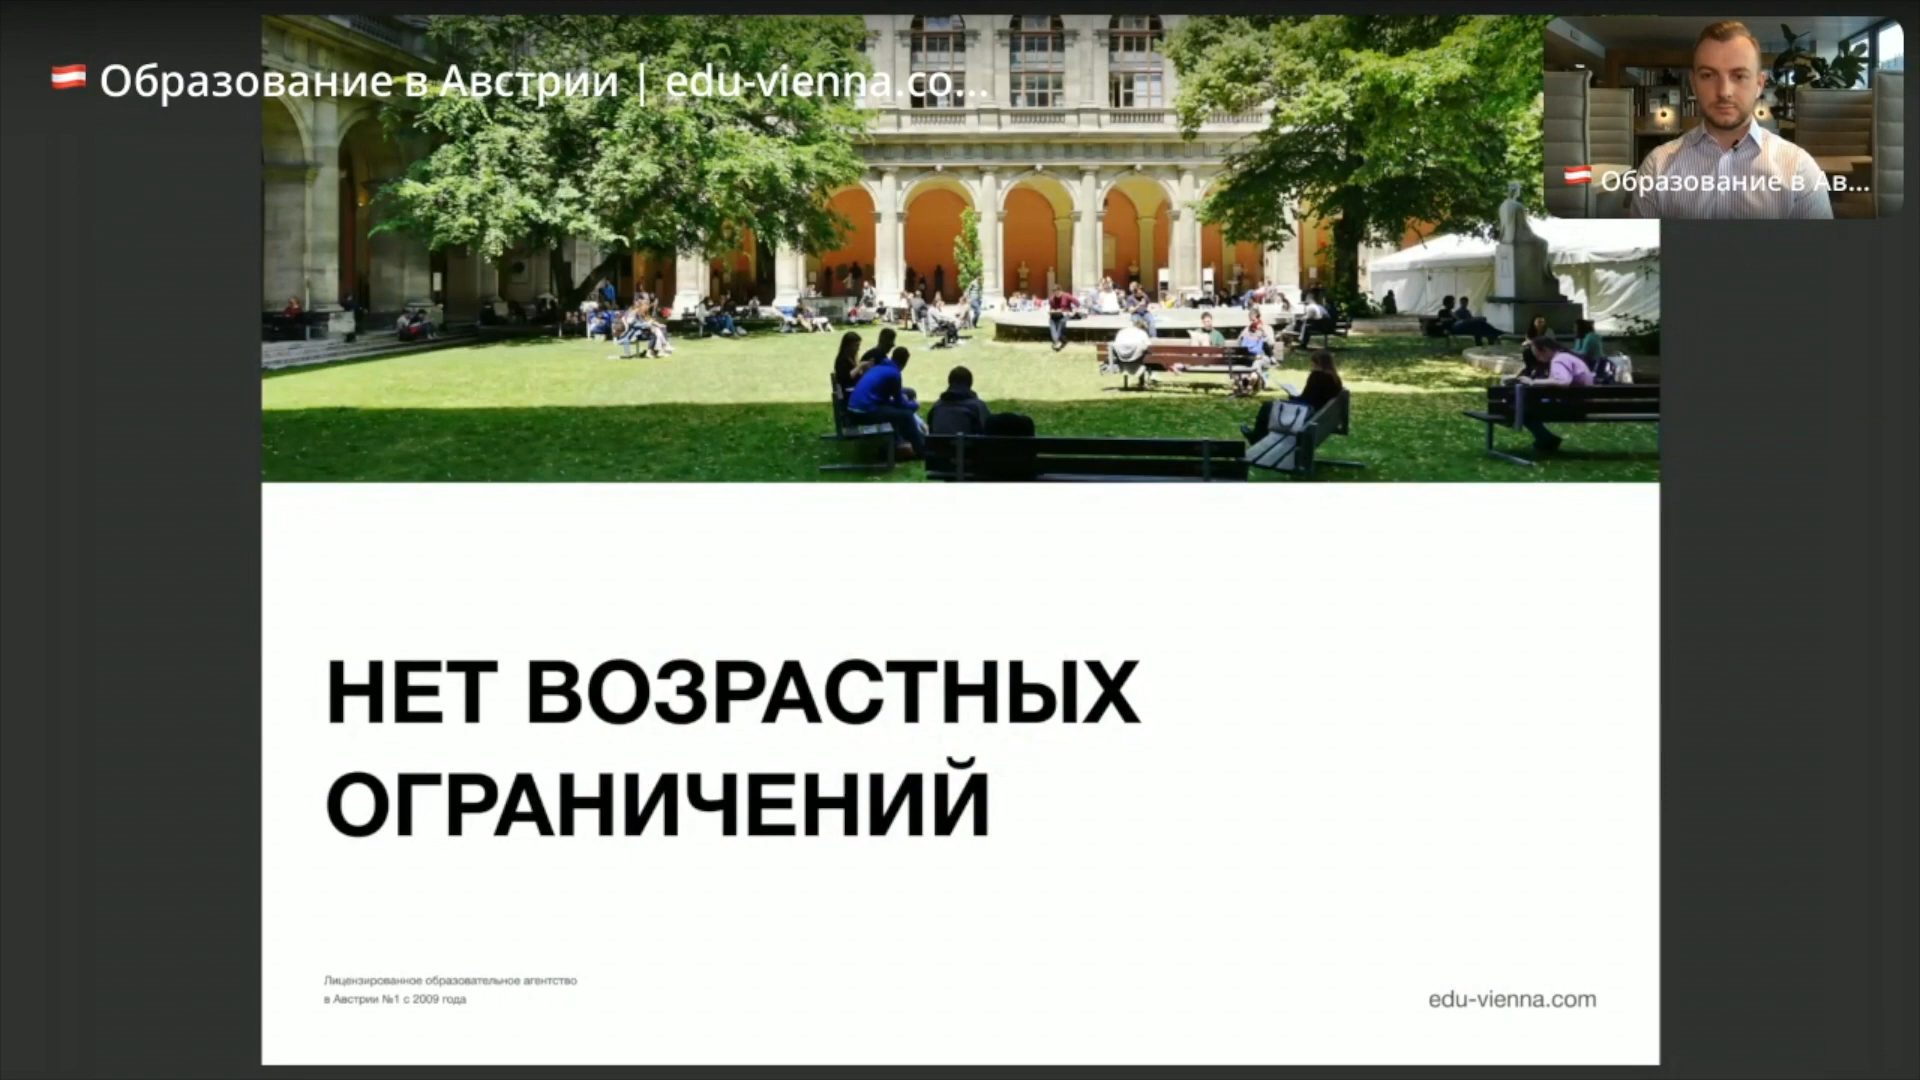 🇦🇹 Образование в Австрии | edu-vienna.co...
🇦🇹 Образование в Ав...
НЕТ ВОЗРАСТНЫХ
ОГРАНИЧЕНИЙ
Лицензированное образовательное агентство
в Австрии №1 с 2009 года
edu-vienna.com